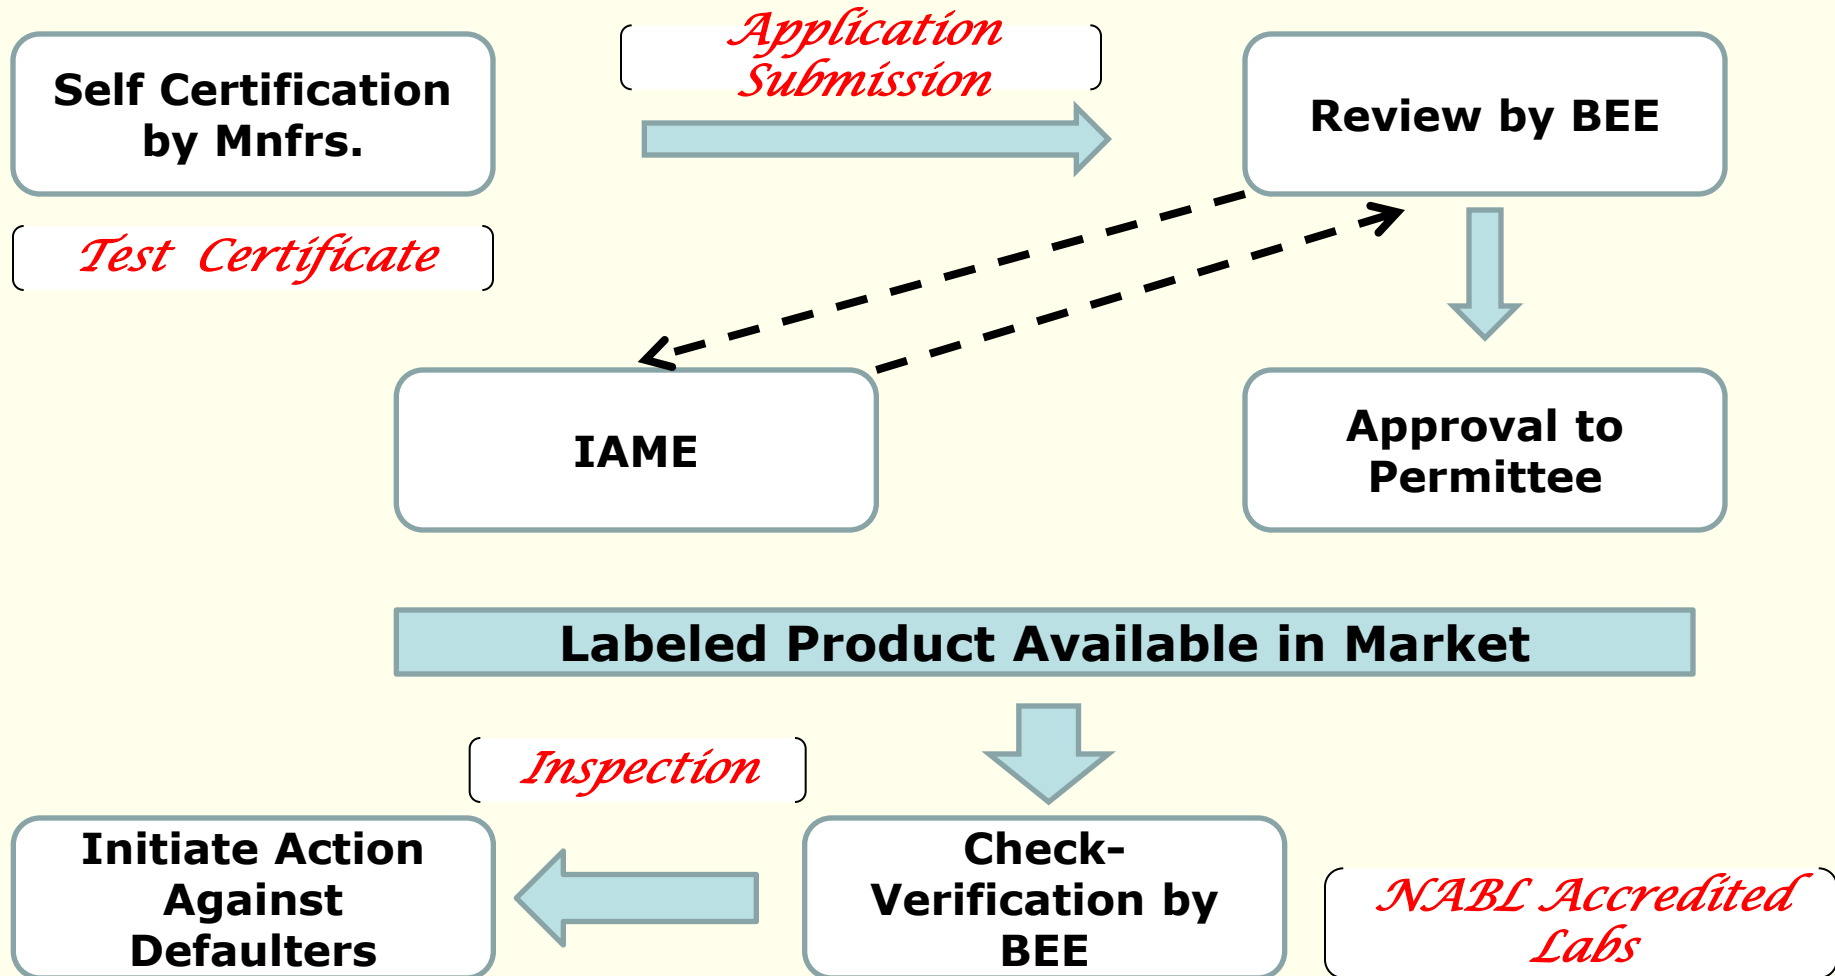 Self Certification
by Mnfrs.
Application
Submission
Review by BEE
Test Certificate
IAME
Approval to
Permittee
Labeled Product Available in Market
Inspection
Initiate Action
Against
Defaulters
Check-
Verification by
BEE
NABL Accredited
Labs